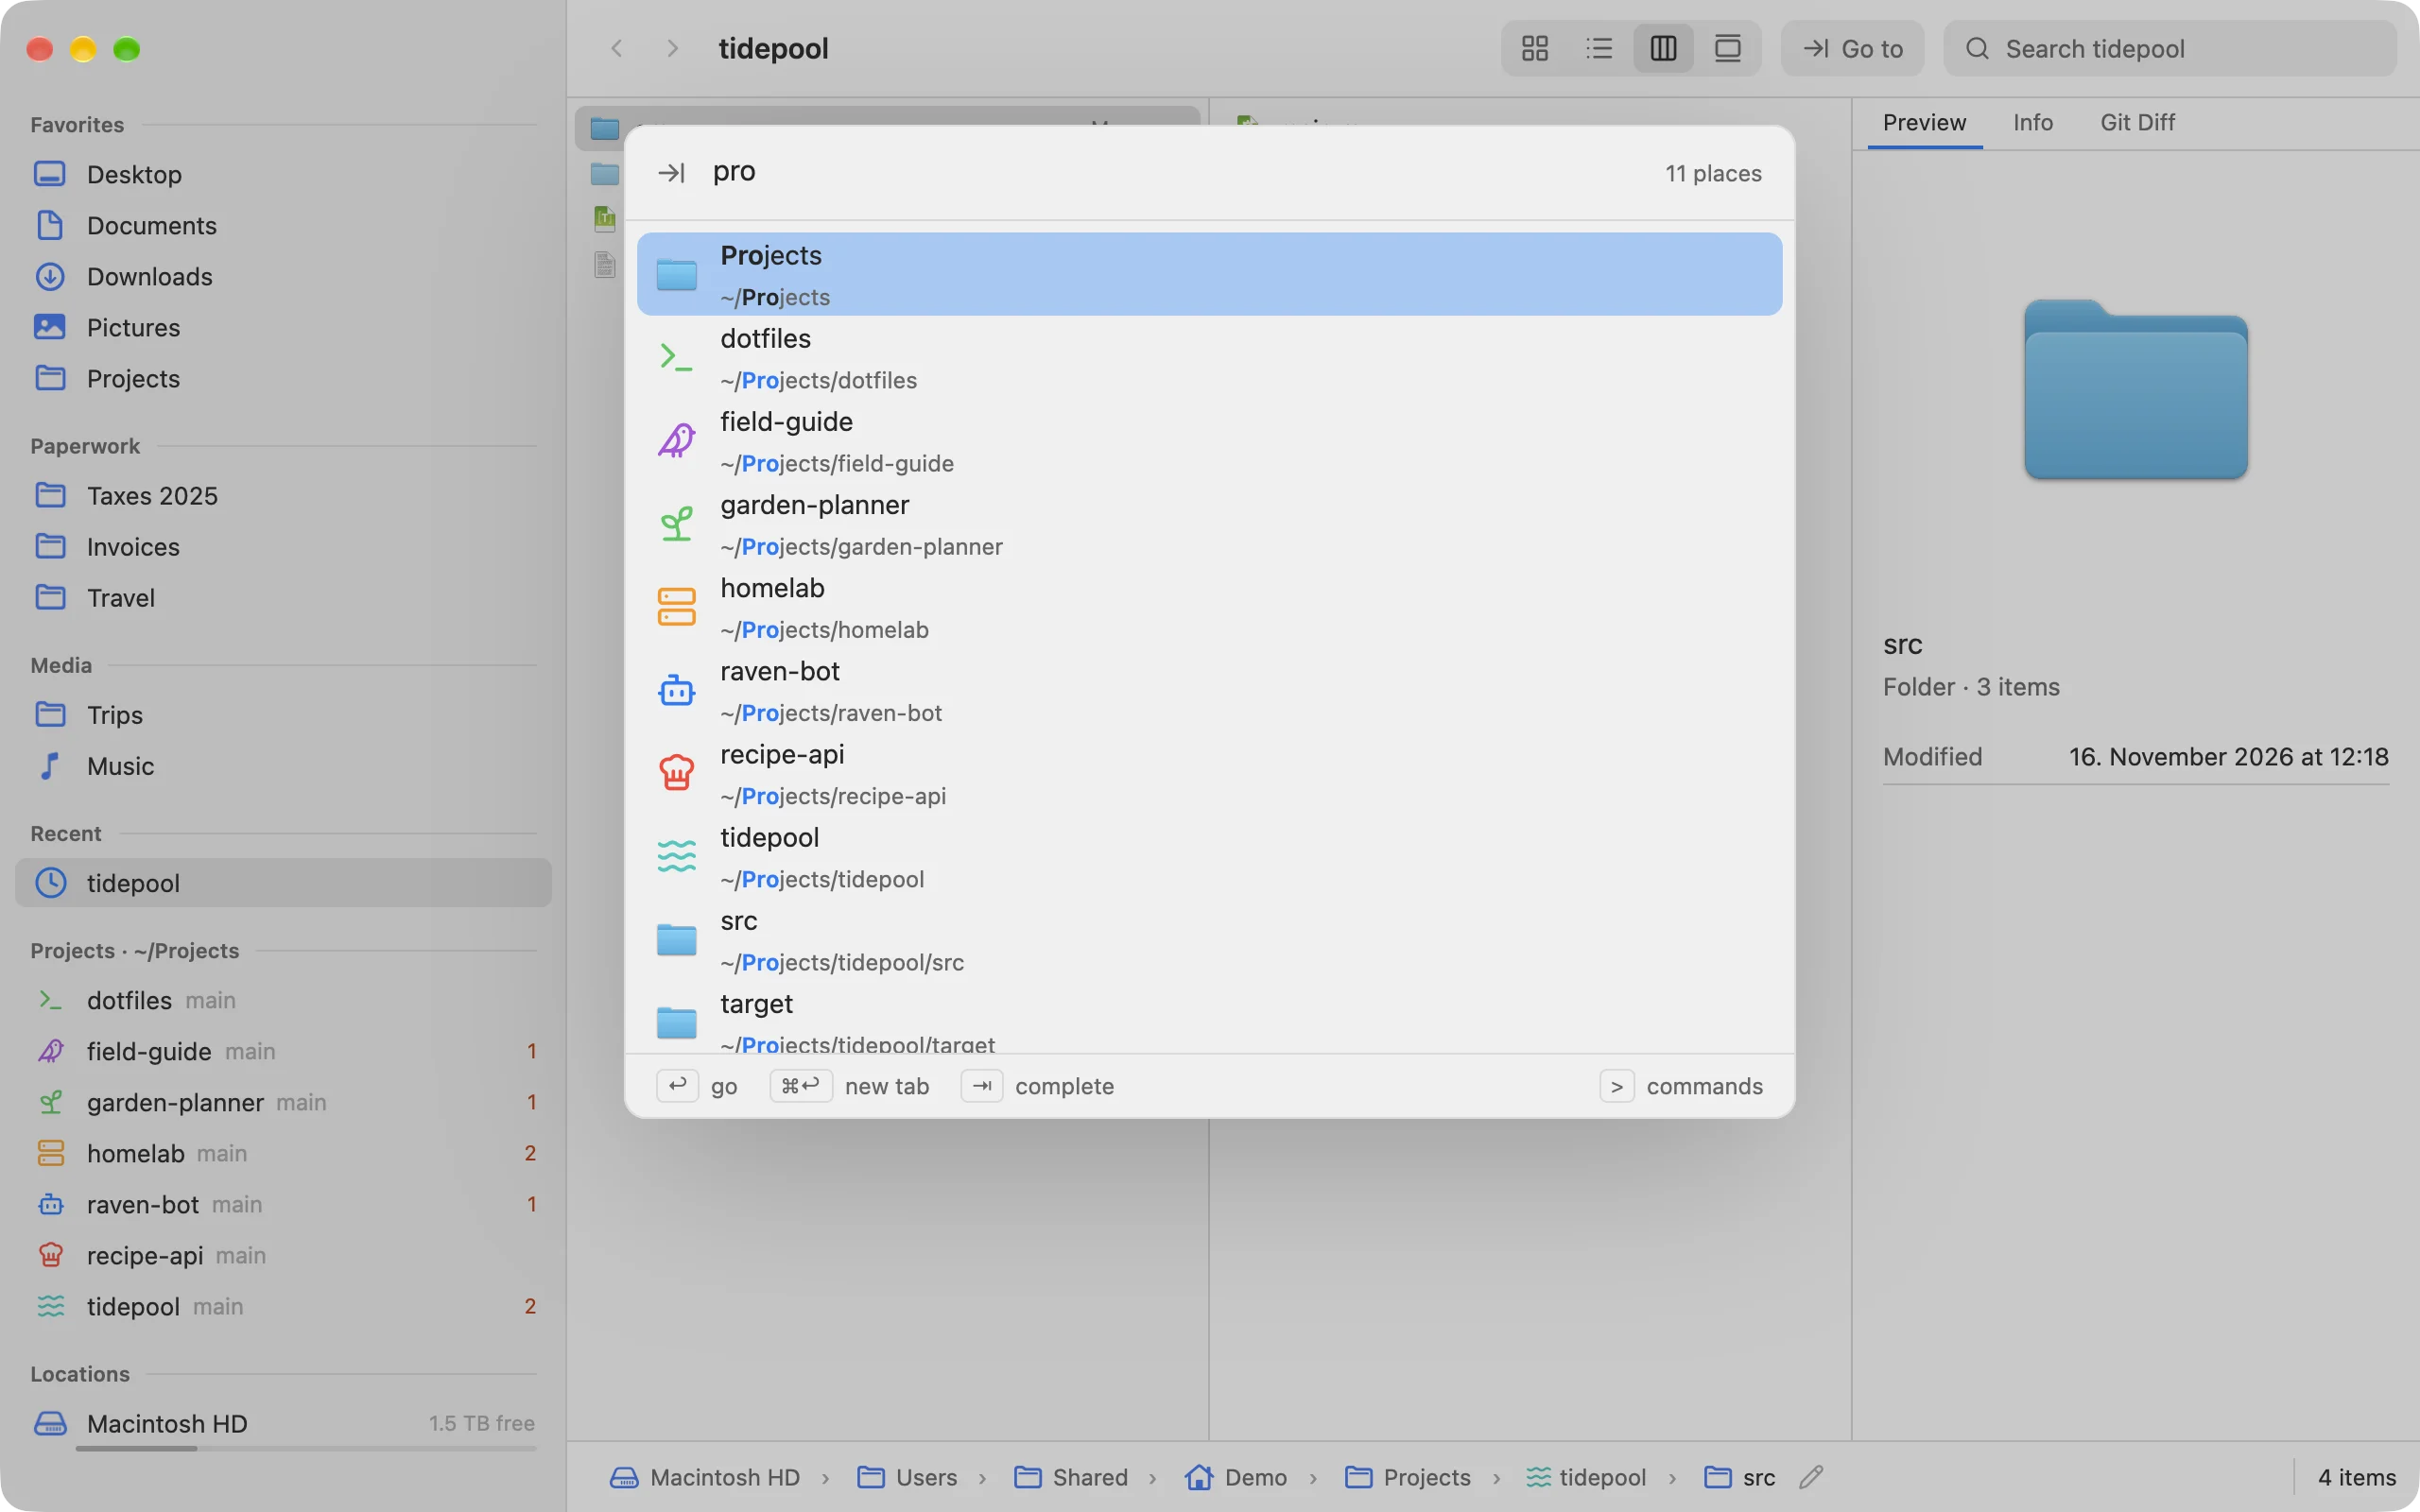 tidepool
Go to
Search tidepool
Favorites
Desktop
Documents
Downloads
Pictures
Projects
Paperwork
Taxes 2025
Invoices
Travel
Media
Trips
Music
Recent
tidepool
Projects · ~/Projects
dotfiles main
field-guide main 1
garden-planner main 1
homelab main 2
raven-bot main 1
recipe-api main
tidepool main 2
Locations
Macintosh HD 1.5 TB free
pro
11 places
Projects
~/Projects
dotfiles
~/Projects/dotfiles
field-guide
~/Projects/field-guide
garden-planner
~/Projects/garden-planner
homelab
~/Projects/homelab
raven-bot
~/Projects/raven-bot
recipe-api
~/Projects/recipe-api
tidepool
~/Projects/tidepool
src
~/Projects/tidepool/src
target
~/Projects/tidepool/target
↩ go ⌘↩ new tab ⇥ complete > commands
Preview Info Git Diff
src
Folder · 3 items
Modified 16. November 2026 at 12:18
Macintosh HD › Users › Shared › Demo › Projects › tidepool › src
4 items